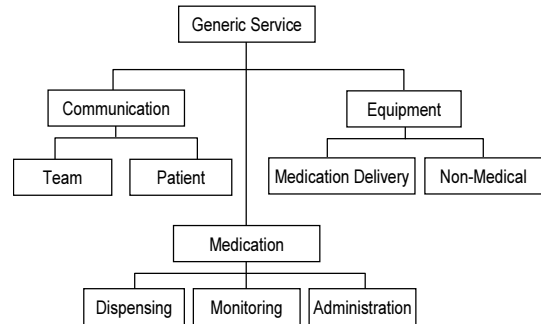 Generic Service
Communication
Equipment
Team
Patient
Medication Delivery
Non-Medical
Medication
Dispensing
Monitoring
Administration